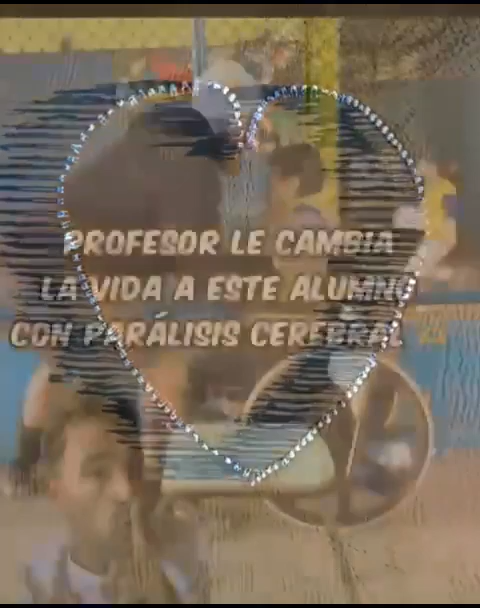 PROFESOR LE CAMBIA
LA VIDA A ESTE ALUMNO
CON PARÁLISIS CEREBRAL